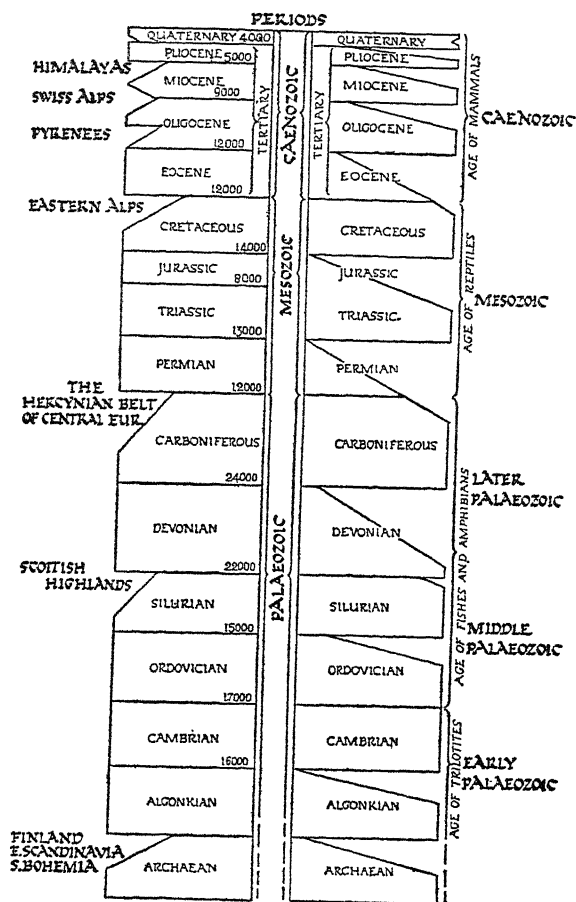 PERIODS
QUATERNARY 4000
PLIOCENE
5000
HIMALAYAS
MIOCENE
9000
SWISS ALPS
OLIGOCENE
PYRENEES
12000
EOCENE
12000
TERTIARY
EASTERN ALPS
CRETACEOUS
14000
JURASSIC
8000
TRIASSIC
13000
PERMIAN
12000
THE
HERCYNIAN BELT
OF CENTRAL EUR.
CARBONIFEROUS
24000
DEVONIAN
22000
SCOTTISH
HIGHLANDS
SILURIAN
15000
ORDOVICIAN
17000
CAMBRIAN
16000
ALGONKIAN
FINLAND
E.SCANDINAVIA
S.BOHEMIA
ARCHAEAN
CAENOZOIC
MESOZOIC
PALAEOZOIC
QUATERNARY
PLIOCENE
MIOCENE
OLIGOCENE
EOCENE
TERTIARY
CRETACEOUS
JURASSIC
TRIASSIC.
PERMIAN
CARBONIFEROUS
DEVONIAN
SILURIAN
ORDOVICIAN
CAMBRIAN
ALGONKIAN
ARCHAEAN
AGE OF MAMMALS
CAENOZOIC
AGE OF REPTILES
MESOZOIC
AGE OF FISHES AND AMPHIBIANS
LATER
PALAEOZOIC
MIDDLE
PALAEOZOIC
AGE OF TRILOTITES
EARLY
PALAEOZOIC